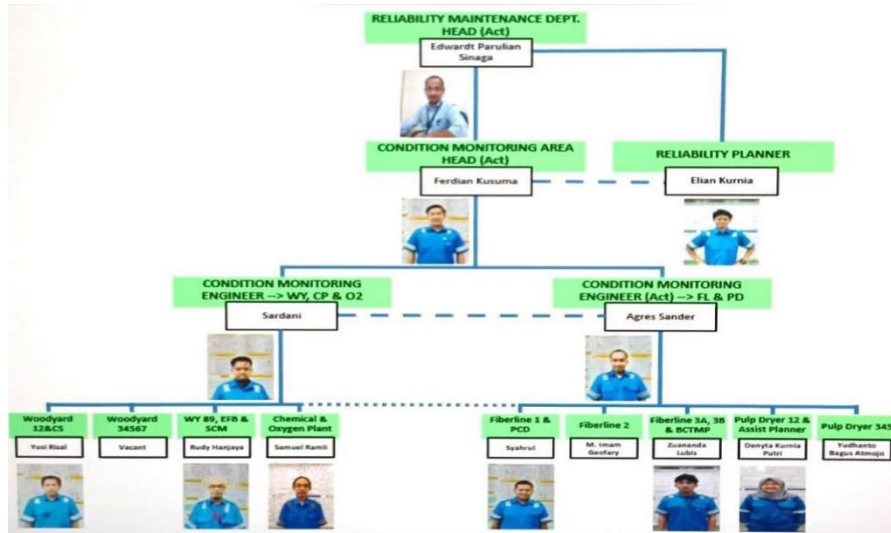 RELIABILITY MAINTENANCE DEPT.
HEAD (Act)
Edwardt Parulian
Sinaga
CONDITION MONITORING AREA
HEAD (Act)
Ferdian Kusuma
RELIABILITY PLANNER
Elian Kurnia
CONDITION MONITORING
ENGINEER --> WY, CP & O2
Sardani
CONDITION MONITORING
ENGINEER (Act) --> FL & PD
Agres Sander
Woodyard
12&CS
Yusi Rizal
Woodyard
34567
Vacant
WY 89, EFB &
SCM
Rudy Hanjaya
Chemical &
Oxygen Plant
Samuel Ramli
Fiberline 1 &
PCD
Syahrul
Fiberline 2
M. Imam
Geofary
Fiberline 3A, 3B
& BCTMP
Zuananda
Lubis
Pulp Dryer 12 &
Assist Planner
Denyta Kurnia
Putri
Pulp Dryer 345
Yudhanto
Bagus Atmojo